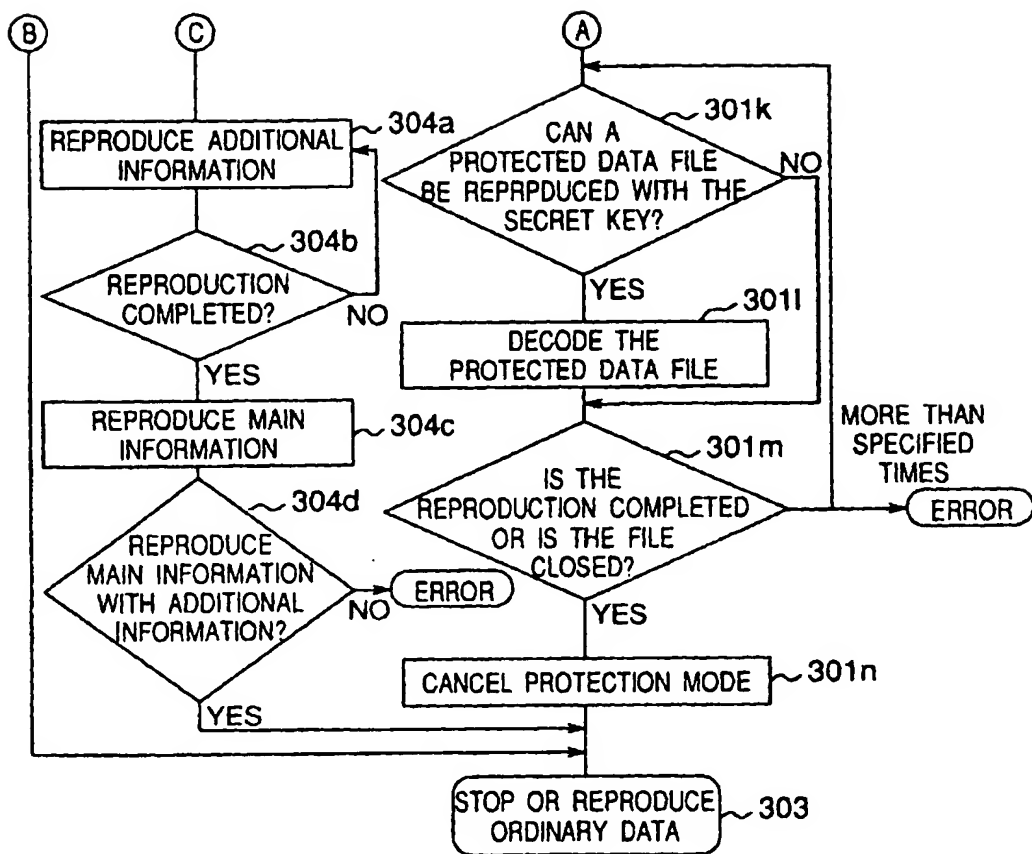 B
C
A
REPRODUCE ADDITIONAL
INFORMATION
304a
REPRODUCTION
COMPLETED?
304b
NO
YES
REPRODUCE MAIN
INFORMATION
304c
304d
REPRODUCE
MAIN INFORMATION
WITH ADDITIONAL
INFORMATION?
NO
ERROR
YES
301k
CAN A
PROTECTED DATA FILE
BE REPRPDUCED WITH THE
SECRET KEY?
NO
YES
301l
DECODE THE
PROTECTED DATA FILE
301m
IS THE
REPRODUCTION COMPLETED
OR IS THE FILE
CLOSED?
MORE THAN
SPECIFIED
TIMES
ERROR
YES
CANCEL PROTECTION MODE
301n
STOP OR REPRODUCE
ORDINARY DATA
303